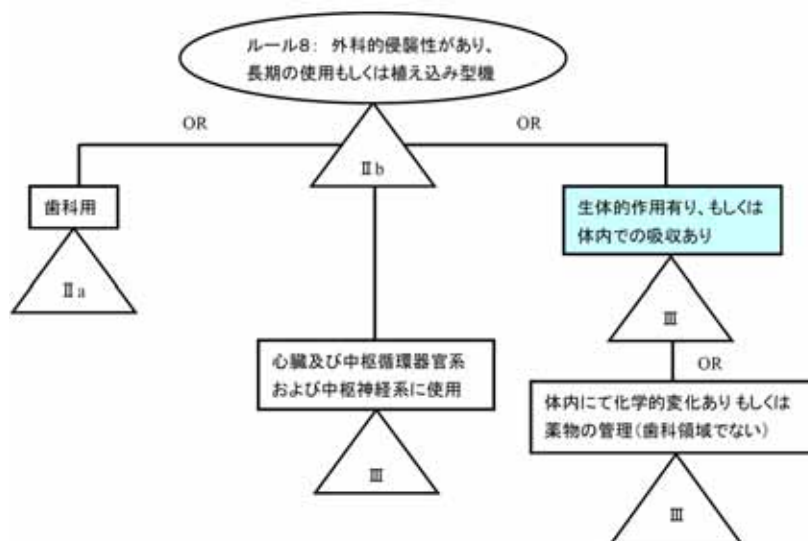 ルール8: 外科的侵襲性があり、
長期の使用もしくは植え込み型機
OR
OR
Ⅱb
歯科用
Ⅱa
生体的作用有り、もしくは
体内での吸収あり
Ⅲ
OR
心臓及び中枢循環器官系
および中枢神経系に使用
Ⅲ
体内にて化学的変化あり もしくは
薬物の管理(歯科領域でない)
Ⅲ